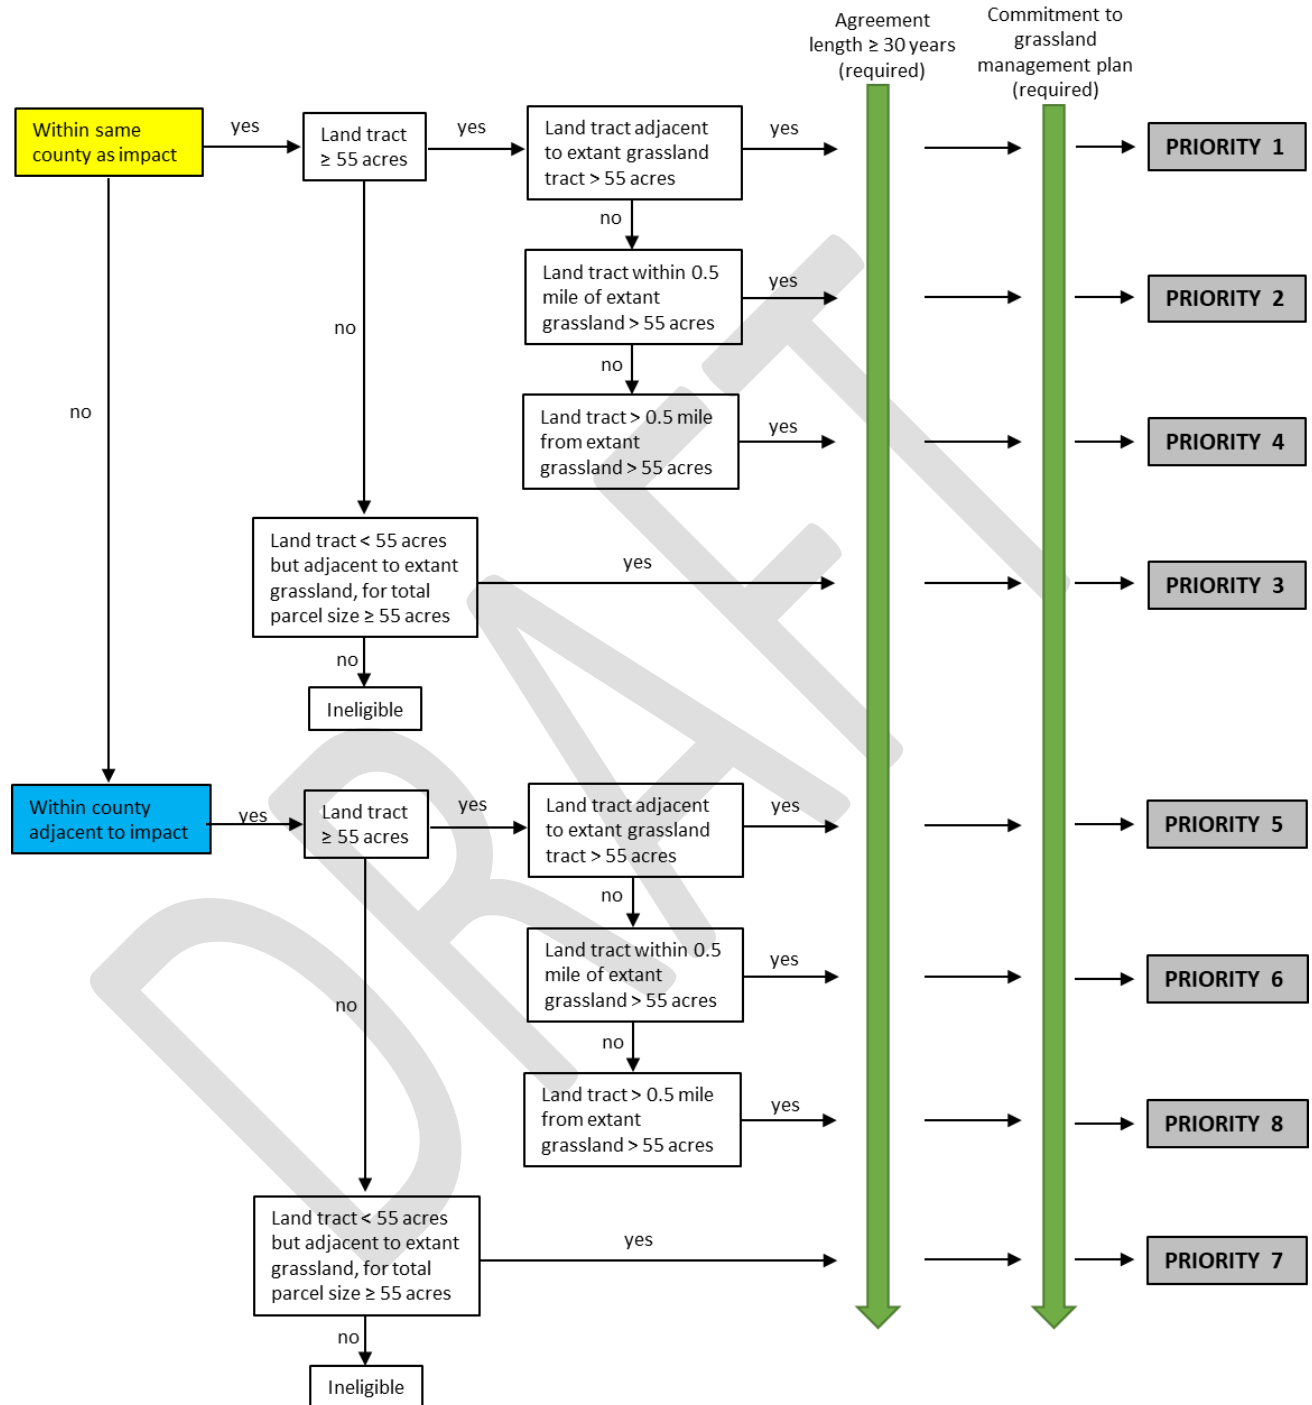 Agreement
length ≥ 30 years
(required)
Commitment to
grassland
management plan
(required)
Within same
county as impact
yes
Land tract
≥ 55 acres
yes
Land tract adjacent
to extant grassland
tract > 55 acres
yes
PRIORITY 1
no
Land tract within 0.5
mile of extant
grassland > 55 acres
yes
PRIORITY 2
no
no
no
Land tract > 0.5 mile
from extant
grassland > 55 acres
yes
PRIORITY 4
Land tract < 55 acres
but adjacent to extant
grassland, for total
parcel size ≥ 55 acres
yes
PRIORITY 3
no
Ineligible
Within county
adjacent to impact
yes
Land tract
≥ 55 acres
yes
Land tract adjacent
to extant grassland
tract > 55 acres
yes
PRIORITY 5
no
Land tract within 0.5
mile of extant
grassland > 55 acres
yes
PRIORITY 6
no
no
Land tract > 0.5 mile
from extant
grassland > 55 acres
yes
PRIORITY 8
Land tract < 55 acres
but adjacent to extant
grassland, for total
parcel size ≥ 55 acres
yes
PRIORITY 7
no
Ineligible
DRAFT